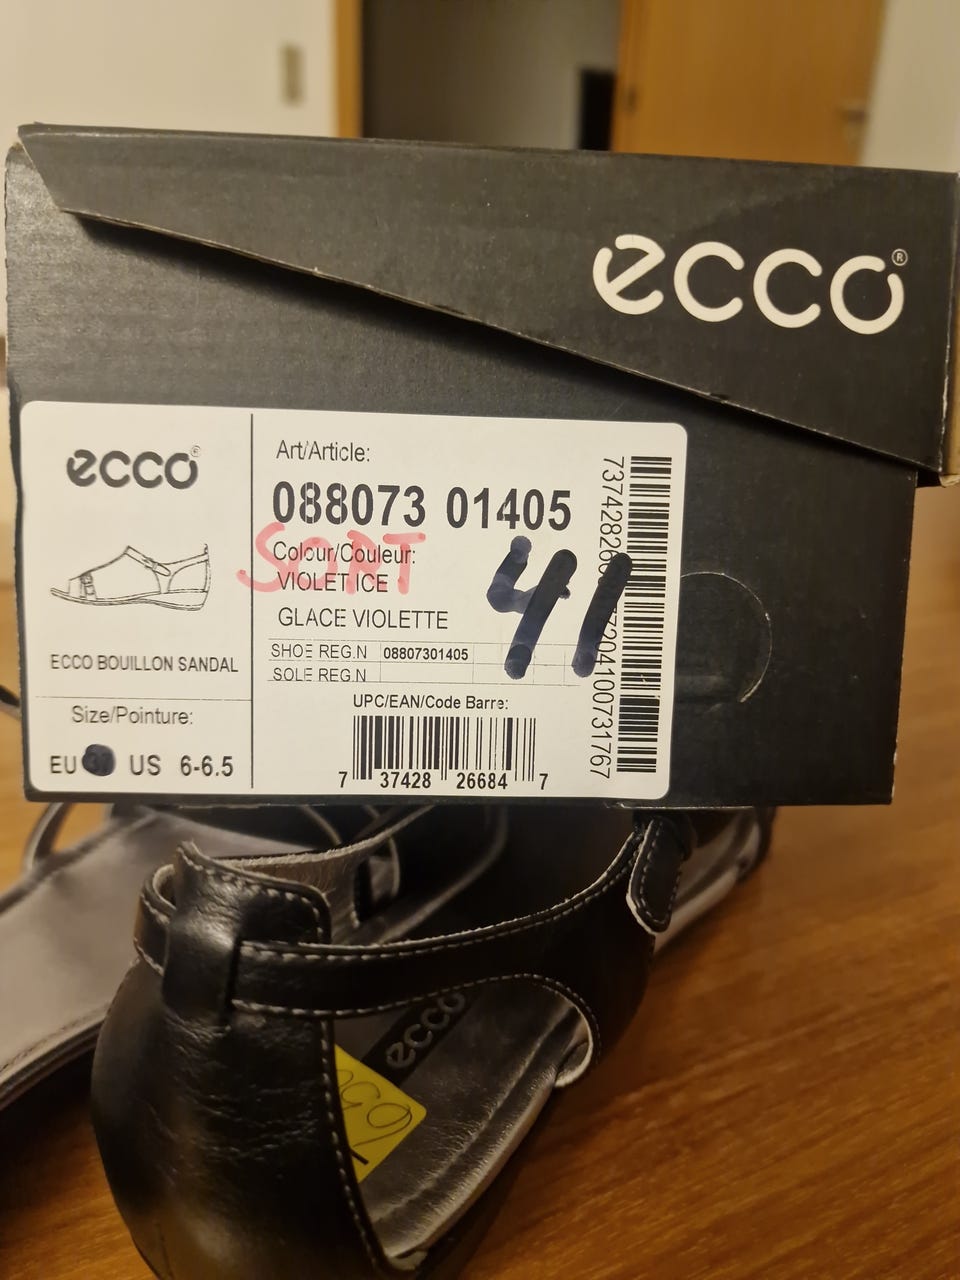 ecco®
ecco®
ECCO BOUILLON SANDAL
Size/Pointure:
EU 37 US 6-6.5
Art/Article:
088073 01405
SORT
Colour/Couleur:
VIOLET ICE
GLACE VIOLETTE
41
SHOE REG.N 08807301405
SOLE REG.N
UPC/EAN/Code Barre:
7 37428 26684 7
ecco